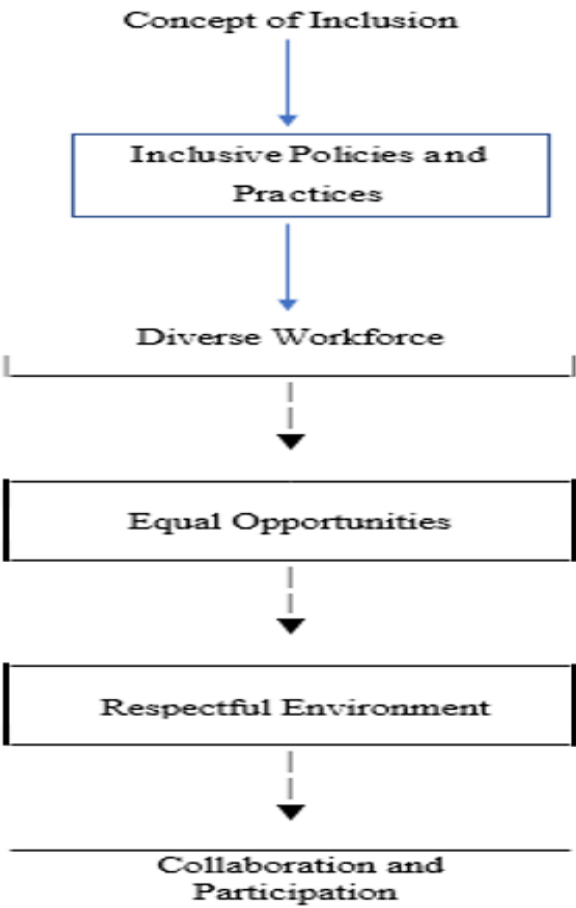 Concept of Inclusion
Inclusive Policies and
Practices
Diverse Workforce
Equal Opportunities
Respectful Environment
Collaboration and
Participation